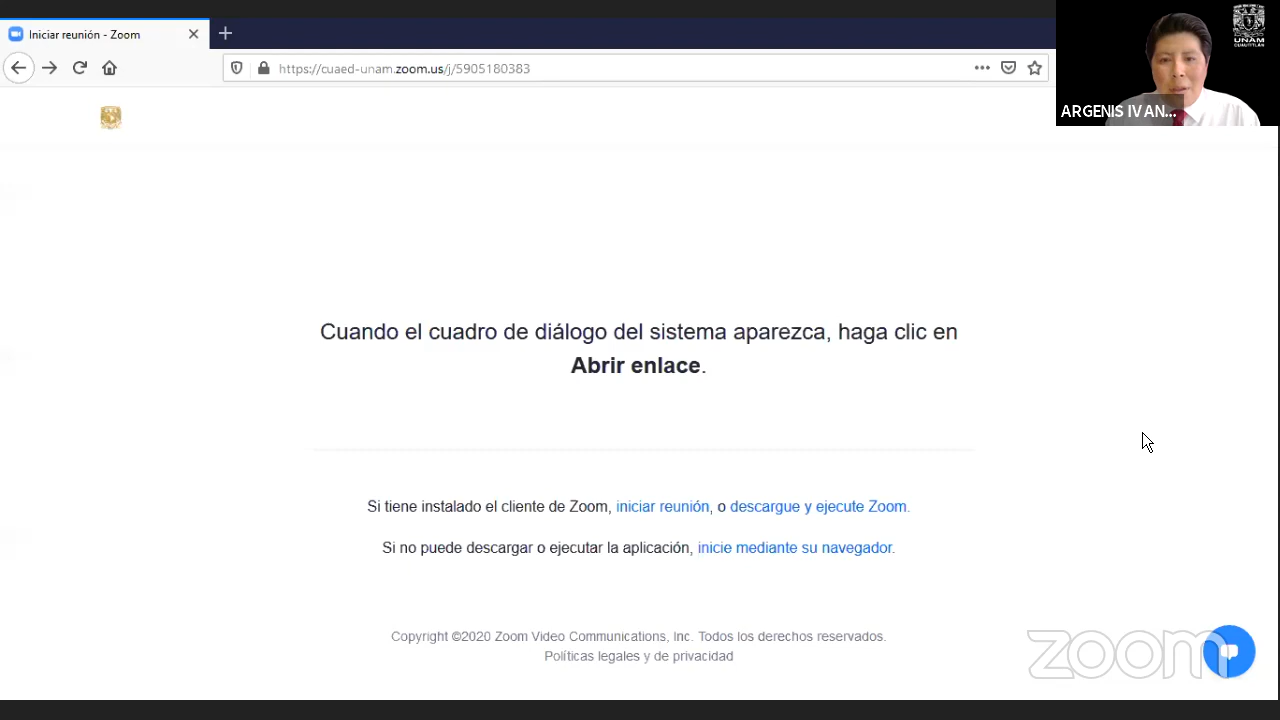 Iniciar reunión - Zoom
https://cuaed-unam.zoom.us/j/5905180383
UNAM
CUAUTITLÁN
ARGENIS IVAN...
Cuando el cuadro de diálogo del sistema aparezca, haga clic en
Abrir enlace.
Si tiene instalado el cliente de Zoom, iniciar reunión, o descargue y ejecute Zoom.
Si no puede descargar o ejecutar la aplicación, inicie mediante su navegador.
Copyright ©2020 Zoom Video Communications, Inc. Todos los derechos reservados.
Políticas legales y de privacidad
zoom